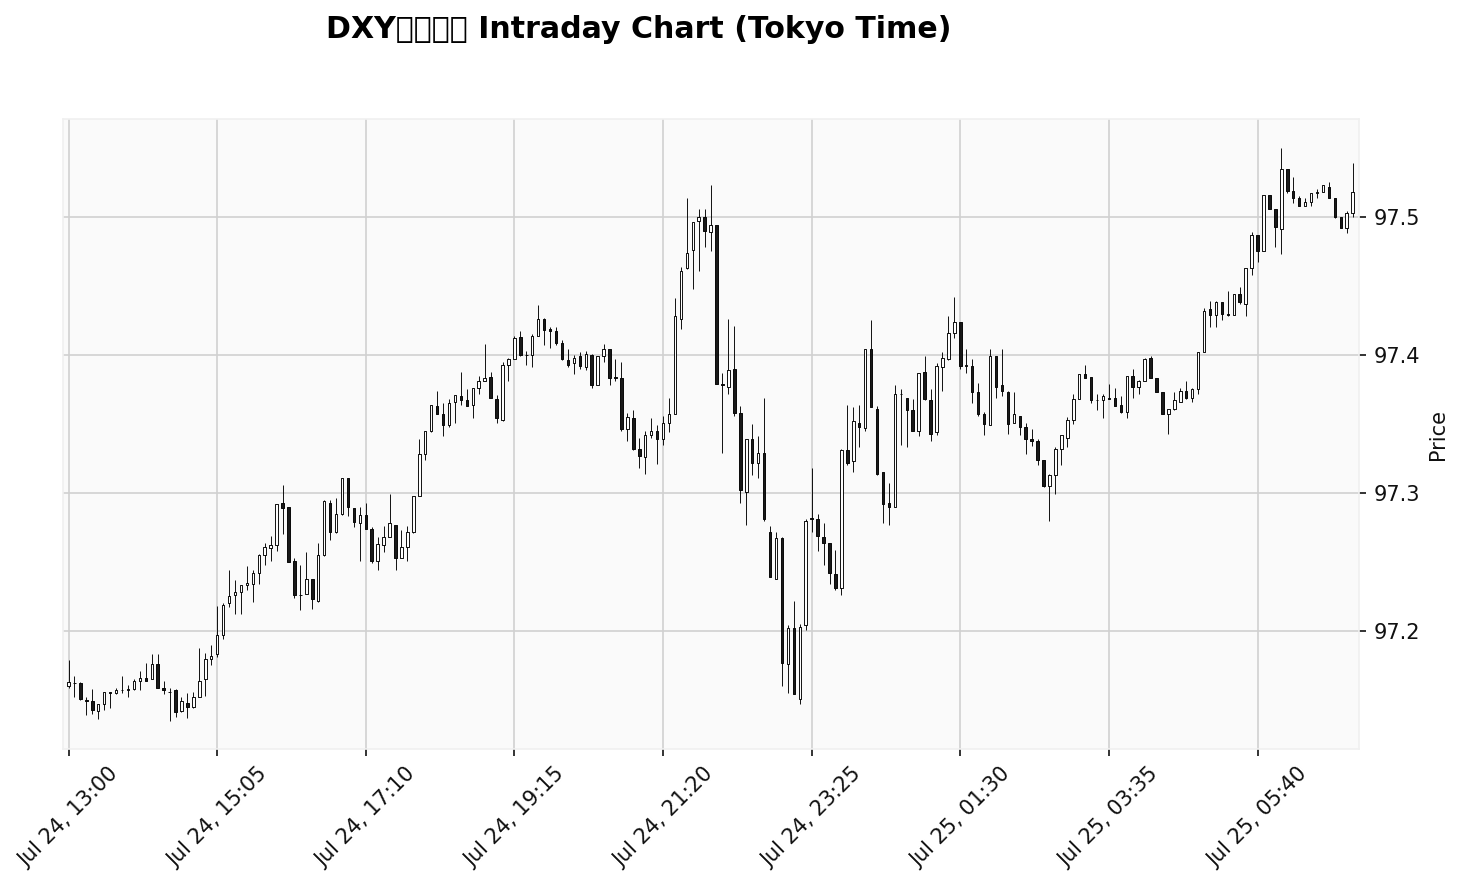 DXY Intraday Chart (Tokyo Time)
97.5
97.4
Price
97.3
97.2
Jul 24, 13:00
Jul 24, 15:05
Jul 24, 17:10
Jul 24, 19:15
Jul 24, 21:20
Jul 24, 23:25
Jul 25, 01:30
Jul 25, 03:35
Jul 25, 05:40